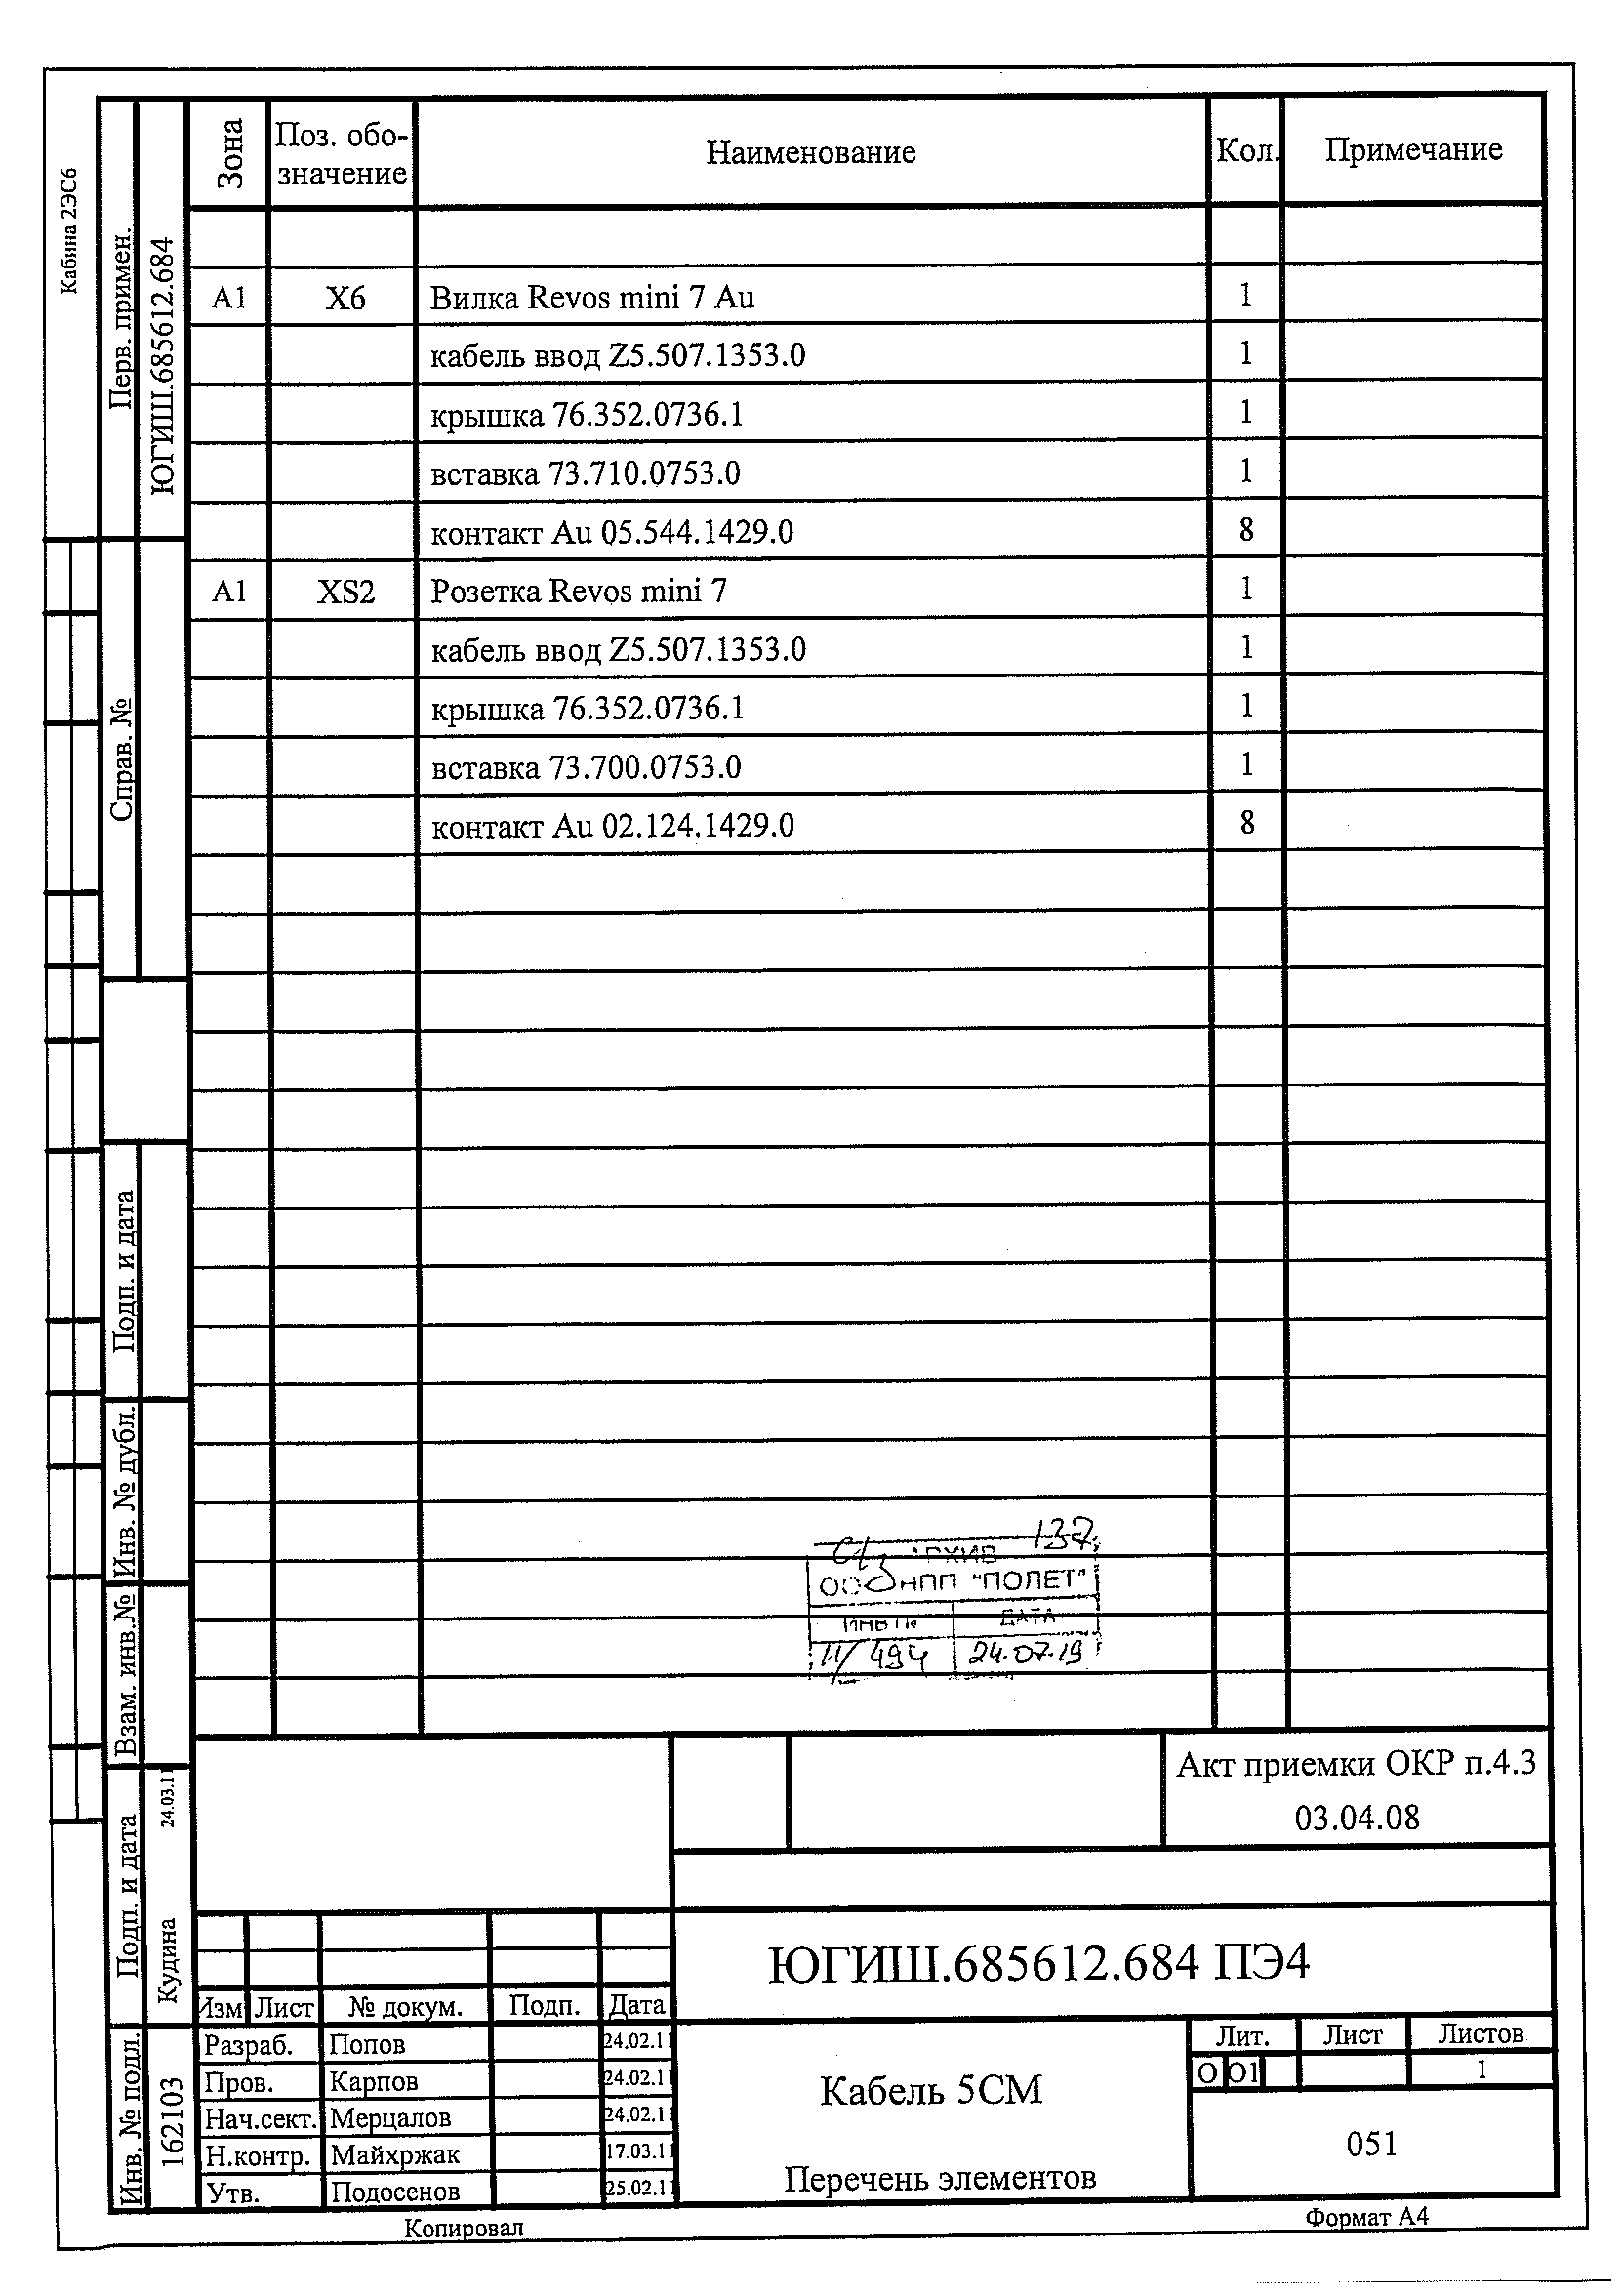 Кабина 2ЭС6
Перв. примен.
ЮГИШ.685612.684
Справ. №
Подп. и дата
Инв. № дубл.
Взам. инв.№
Подп. и дата
Кудина 24.03.11
Инв. № подл.
162103
Зона Поз. обо-значение Наименование Кол. Примечание
А1 X6 Вилка Revos mini 7 Au 1
кабель ввод Z5.507.1353.0 1
крышка 76.352.0736.1 1
вставка 73.710.0753.0 1
контакт Au 05.544.1429.0 8
А1 XS2 Розетка Revos mini 7 1
кабель ввод Z5.507.1353.0 1
крышка 76.352.0736.1 1
вставка 73.700.0753.0 1
контакт Au 02.124.1429.0 8
137
АРХИВ
ООО НПП "ПОЛЕТ"
ИНВ № ДАТА
11/494 24.07.19
Акт приемки ОКР п.4.3
03.04.08
ЮГИШ.685612.684 ПЭ4
Изм Лист № докум. Подп. Дата
Разраб. Попов 24.02.11
Пров. Карпов 24.02.11
Нач.сект. Мерцалов 24.02.11
Н.контр. Майхржак 17.03.11
Утв. Подосенов 25.02.11
Кабель 5СМ
Перечень элементов
Лит. Лист Листов
О О1 1
051
Копировал Формат А4